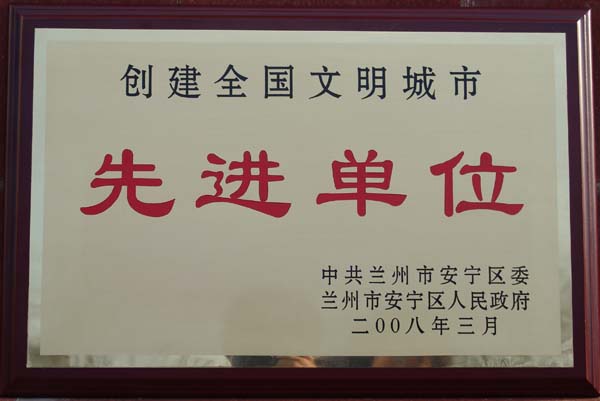 创建全国文明城市
先进单位
中共兰州市安宁区委
兰州市安宁区人民政府
二00八年三月